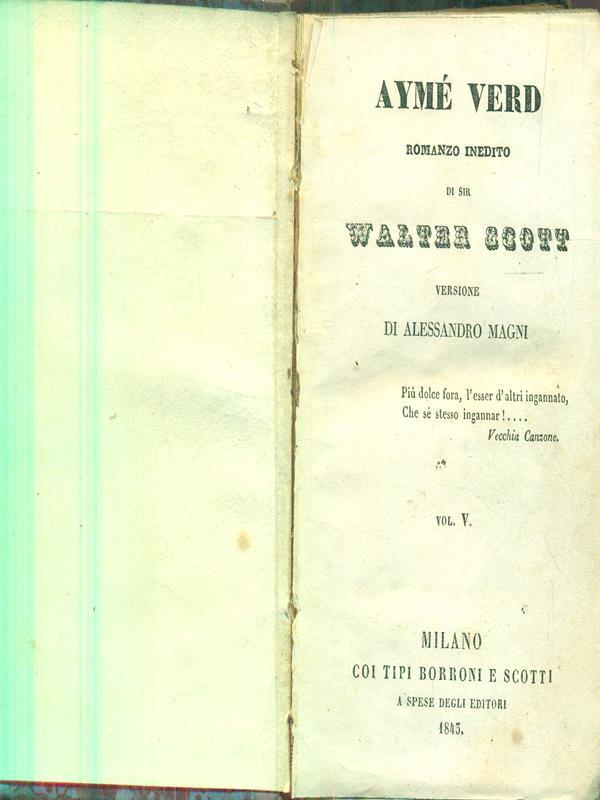 AYMÉ VERD
ROMANZO INEDITO
DI SIR
WALTER SCOTT
VERSIONE
DI ALESSANDRO MAGNI
Più dolce fora, l'esser d'altri ingannato,
Che sè stesso ingannar!....
Vecchia Canzone.
VOL. V.
MILANO
COI TIPI BORRONI E SCOTTI
A SPESE DEGLI EDITORI
1843.